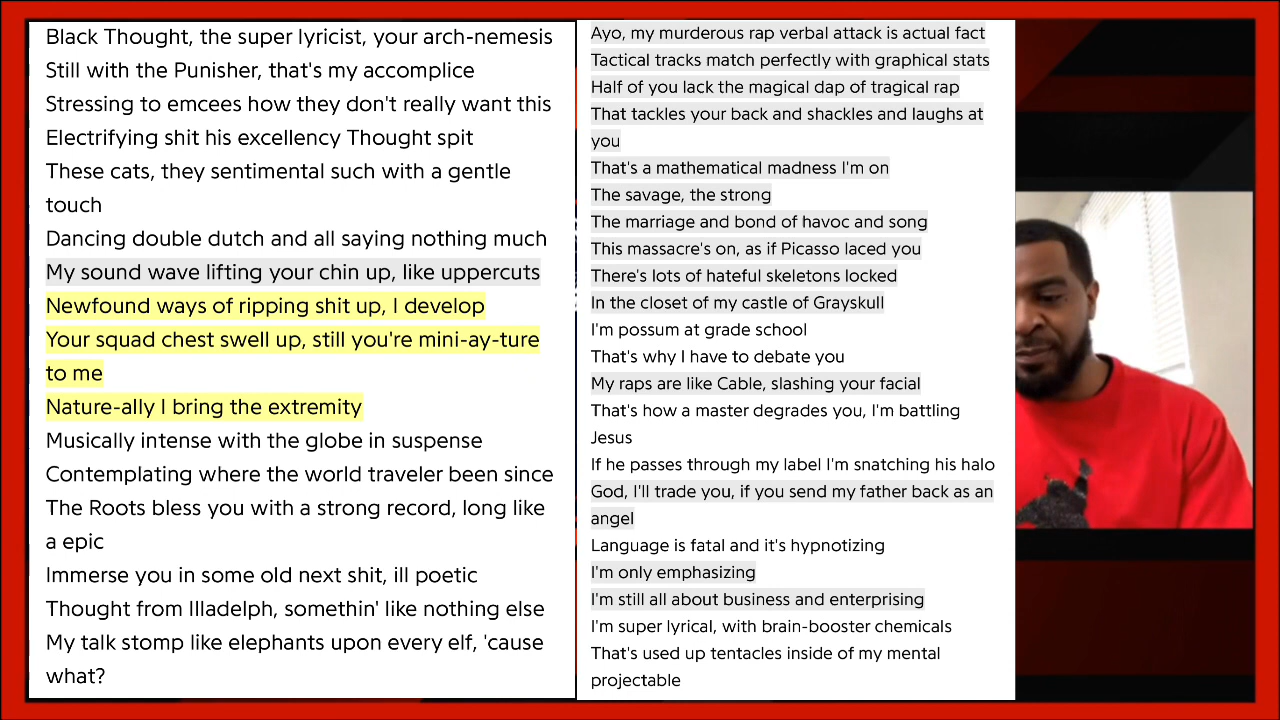 Black Thought, the super lyricist, your arch-nemesis
Still with the Punisher, that's my accomplice
Stressing to emcees how they don't really want this
Electrifying shit his excellency Thought spit
These cats, they sentimental such with a gentle
touch
Dancing double dutch and all saying nothing much
My sound wave lifting your chin up, like uppercuts
Newfound ways of ripping shit up, I develop
Your squad chest swell up, still you're mini-ay-ture
to me
Nature-ally I bring the extremity
Musically intense with the globe in suspense
Contemplating where the world traveler been since
The Roots bless you with a strong record, long like
a epic
Immerse you in some old next shit, ill poetic
Thought from Illadelph, somethin' like nothing else
My talk stomp like elephants upon every elf, 'cause
what?
Ayo, my murderous rap verbal attack is actual fact
Tactical tracks match perfectly with graphical stats
Half of you lack the magical dap of tragical rap
That tackles your back and shackles and laughs at
you
That's a mathematical madness I'm on
The savage, the strong
The marriage and bond of havoc and song
This massacre's on, as if Picasso laced you
There's lots of hateful skeletons locked
In the closet of my castle of Grayskull
I'm possum at grade school
That's why I have to debate you
My raps are like Cable, slashing your facial
That's how a master degrades you, I'm battling
Jesus
If he passes through my label I'm snatching his halo
God, I'll trade you, if you send my father back as an
angel
Language is fatal and it's hypnotizing
I'm only emphasizing
I'm still all about business and enterprising
I'm super lyrical, with brain-booster chemicals
That's used up tentacles inside of my mental
projectable